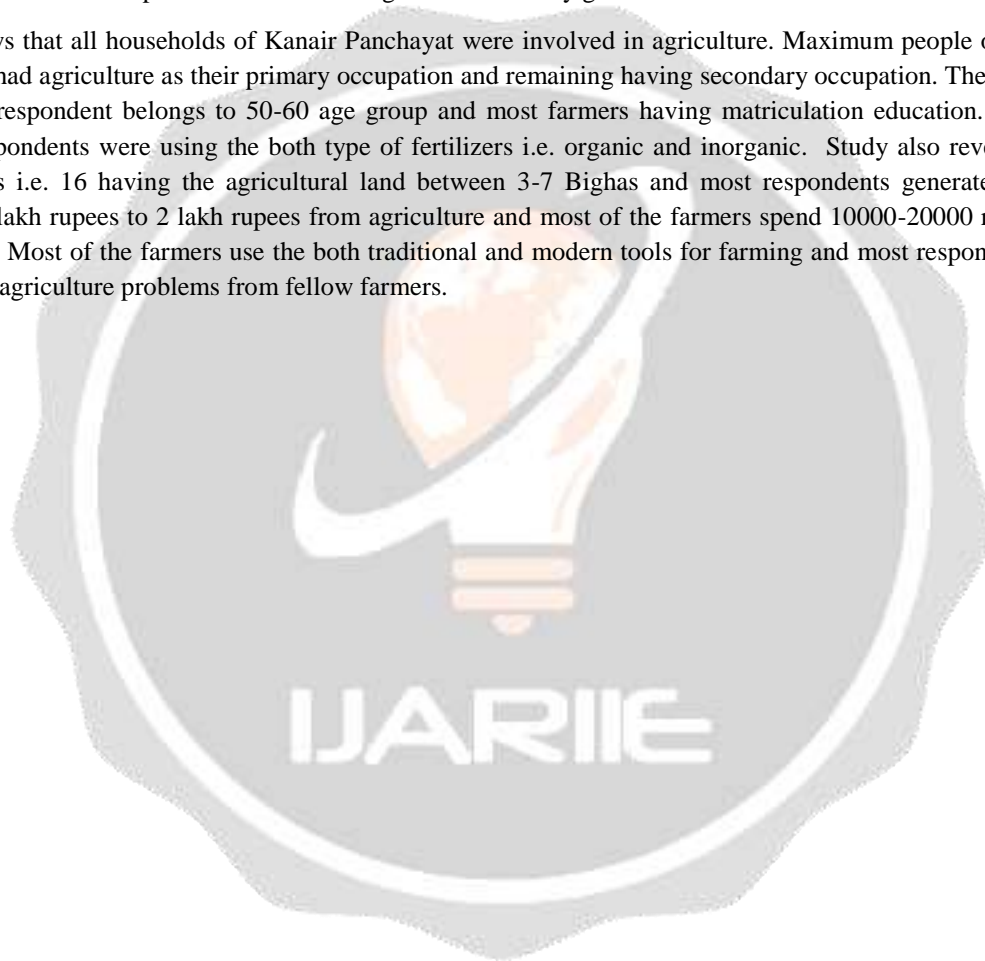 that all households of Kanair Panchayat were involved in agriculture. Maximum people
had agriculture as their primary occupation and remaining having secondary occupation. The
respondent belongs to 50-60 age group and most farmers having matriculation education.
pondents were using the both type of fertilizers i.e. organic and inorganic. Study also reve
s i.e. 16 having the agricultural land between 3-7 Bighas and most respondents generate
lakh rupees to 2 lakh rupees from agriculture and most of the farmers spend 10000-20000
Most of the farmers use the both traditional and modern tools for farming and most respon
agriculture problems from fellow farmers.
IJARIIE